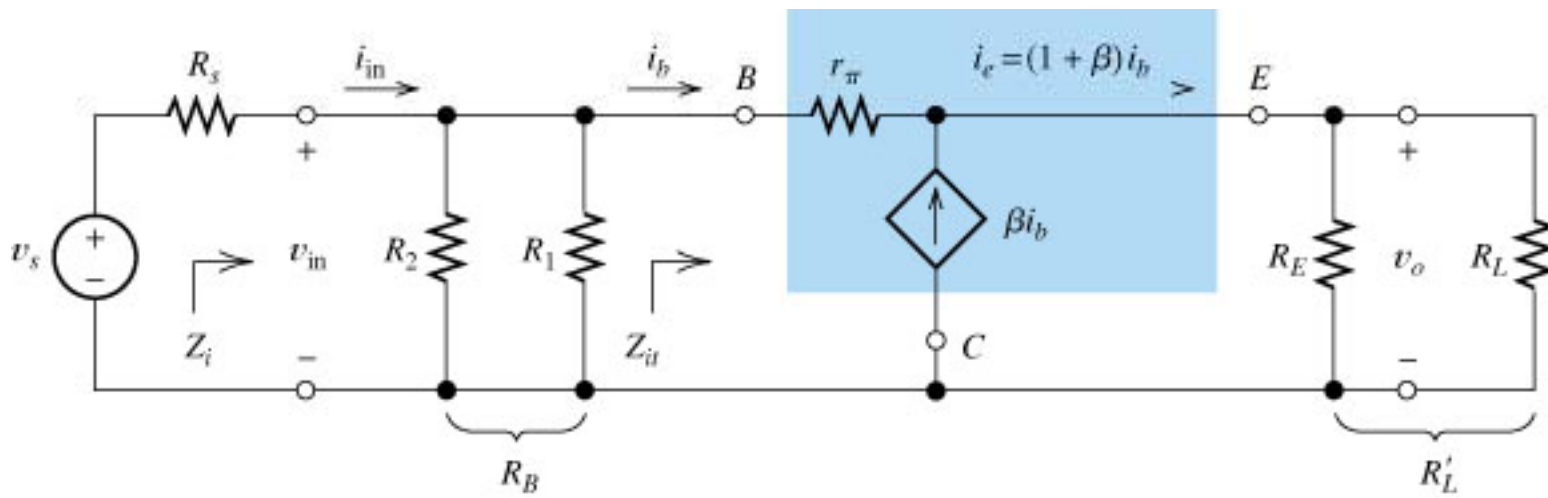 R_s
i_in
i_b
B
r_π
i_e = (1 + β) i_b
>
E
+
+
v_s
+
−
v_in
R_2
R_1
βi_b
R_E
v_o
R_L
Z_i
Z_it
−
C
−
R_B
R'_L